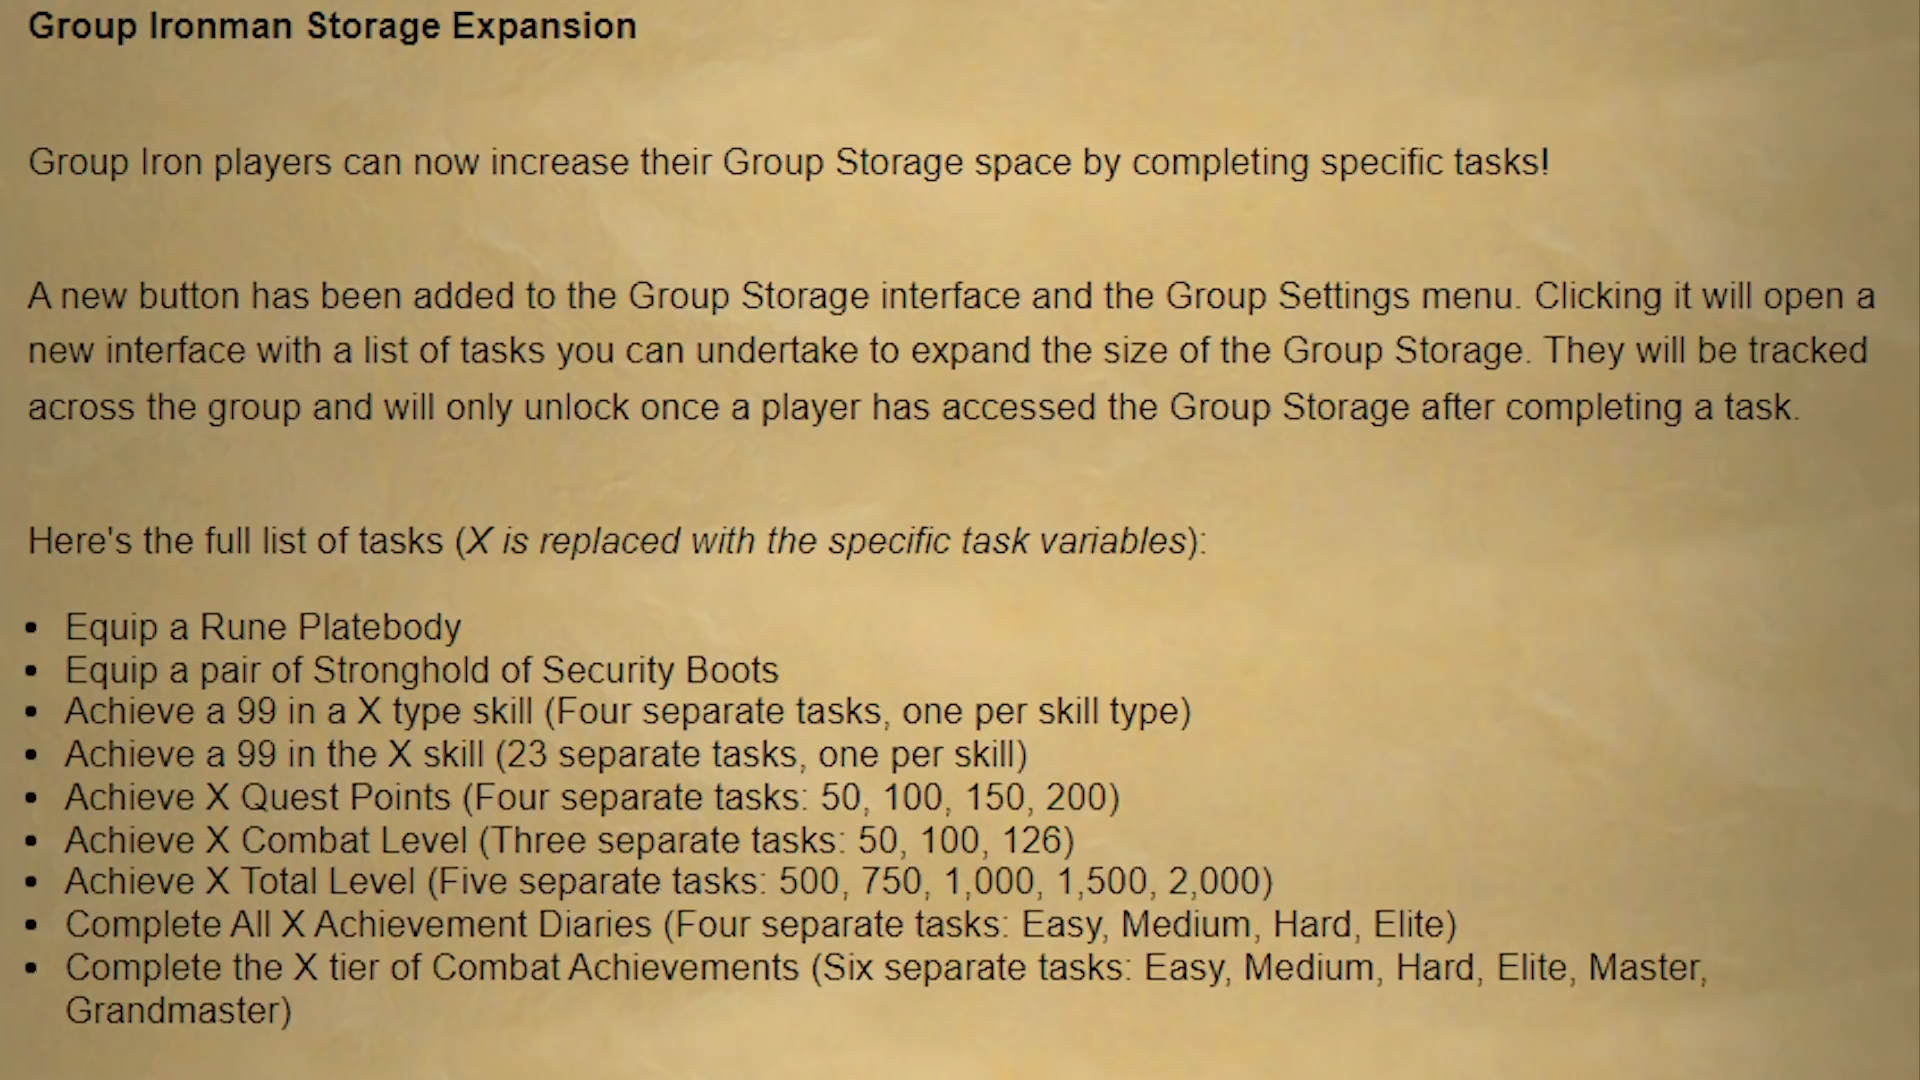 Group Ironman Storage Expansion
Group Iron players can now increase their Group Storage space by completing specific tasks!
A new button has been added to the Group Storage interface and the Group Settings menu. Clicking it will open a
new interface with a list of tasks you can undertake to expand the size of the Group Storage. They will be tracked
across the group and will only unlock once a player has accessed the Group Storage after completing a task.
Here's the full list of tasks (X is replaced with the specific task variables):
• Equip a Rune Platebody
• Equip a pair of Stronghold of Security Boots
• Achieve a 99 in a X type skill (Four separate tasks, one per skill type)
• Achieve a 99 in the X skill (23 separate tasks, one per skill)
• Achieve X Quest Points (Four separate tasks: 50, 100, 150, 200)
• Achieve X Combat Level (Three separate tasks: 50, 100, 126)
• Achieve X Total Level (Five separate tasks: 500, 750, 1,000, 1,500, 2,000)
• Complete All X Achievement Diaries (Four separate tasks: Easy, Medium, Hard, Elite)
• Complete the X tier of Combat Achievements (Six separate tasks: Easy, Medium, Hard, Elite, Master,
Grandmaster)